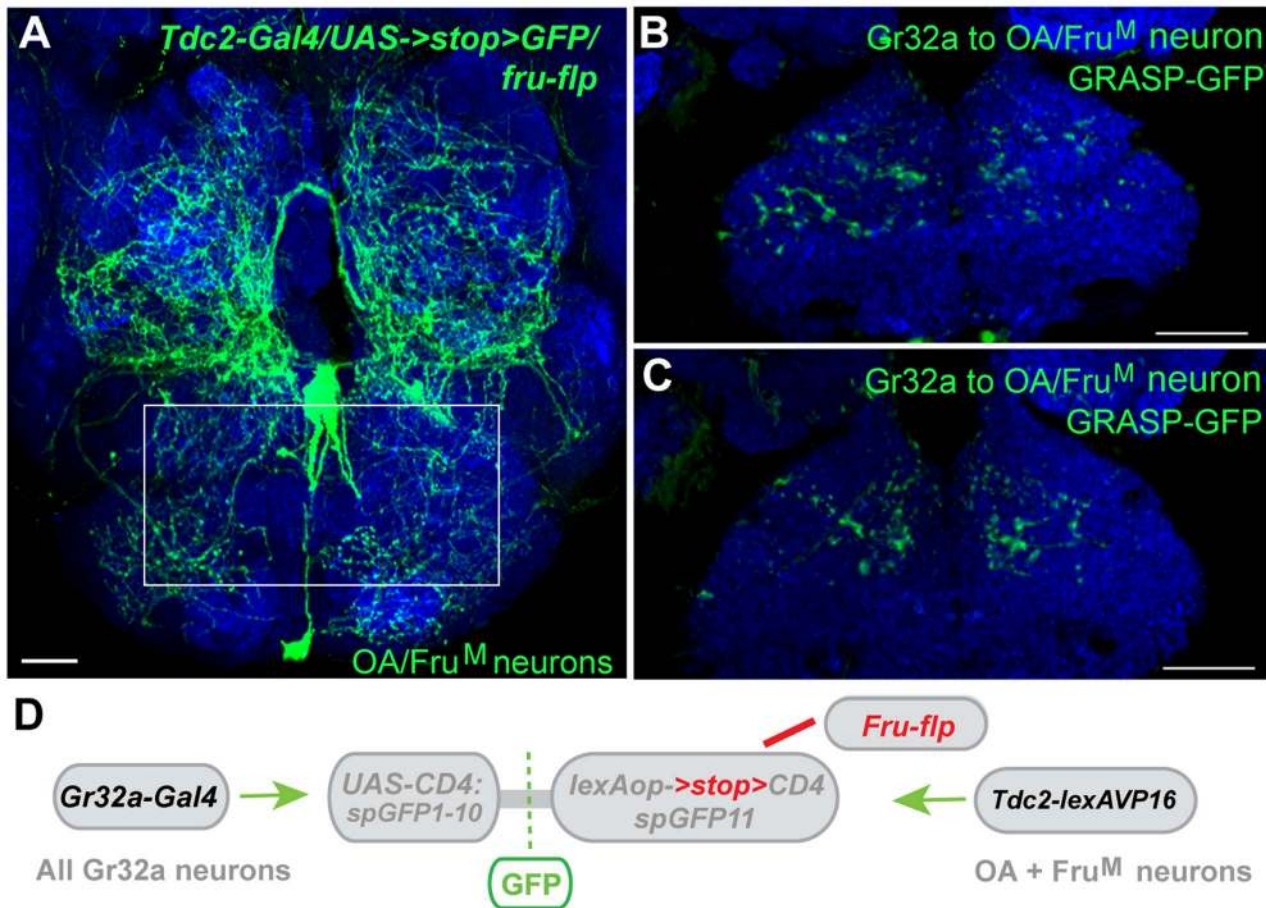 A
Tdc2-Gal4/UAS->stop>GFP/
fru-flp
OA/Fruᴹ neurons
B
Gr32a to OA/Fruᴹ neuron
GRASP-GFP
C
Gr32a to OA/Fruᴹ neuron
GRASP-GFP
D
Gr32a-Gal4
All Gr32a neurons
UAS-CD4:
spGFP1-10
GFP
lexAop->stop>CD4
spGFP11
Fru-flp
Tdc2-lexAVP16
OA + Fruᴹ neurons